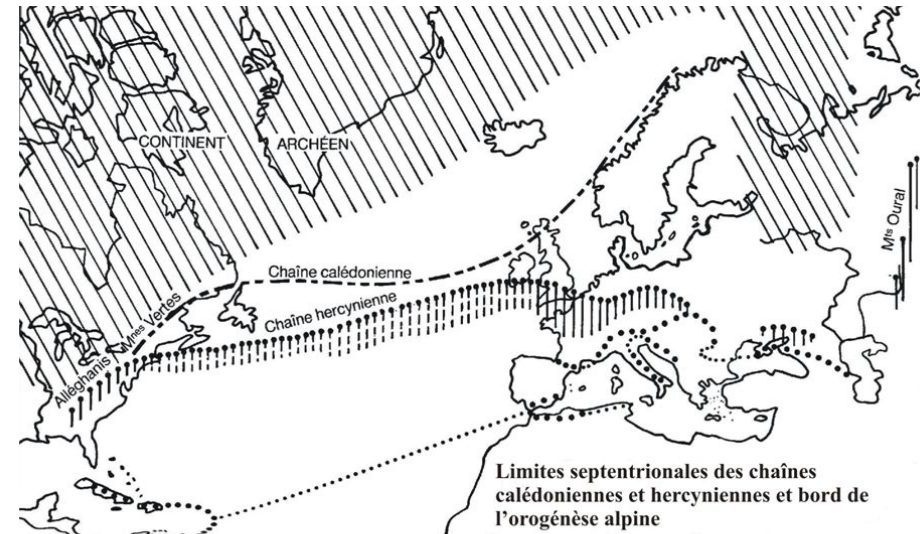 CONTINENT ARCHÉEN
Mts Oural
Chaîne calédonienne
Chaîne hercynienne
Mnes Vertes
Alléghanis
Limites septentrionales des chaînes
calédoniennes et hercyniennes et bord de
l'orogénèse alpine